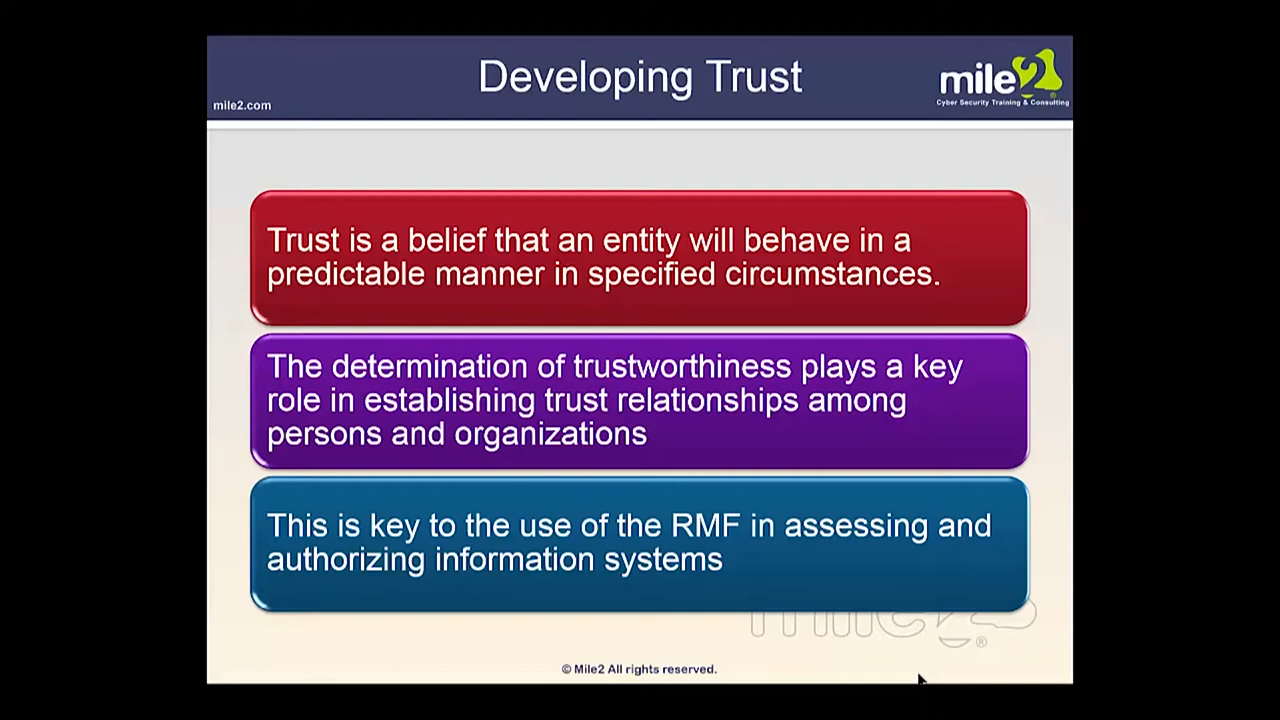 Developing Trust
mile2
Cyber Security Training & Consulting
mile2.com
Trust is a belief that an entity will behave in a
predictable manner in specified circumstances.
The determination of trustworthiness plays a key
role in establishing trust relationships among
persons and organizations
This is key to the use of the RMF in assessing and
authorizing information systems
mile2®
© Mile2 All rights reserved.